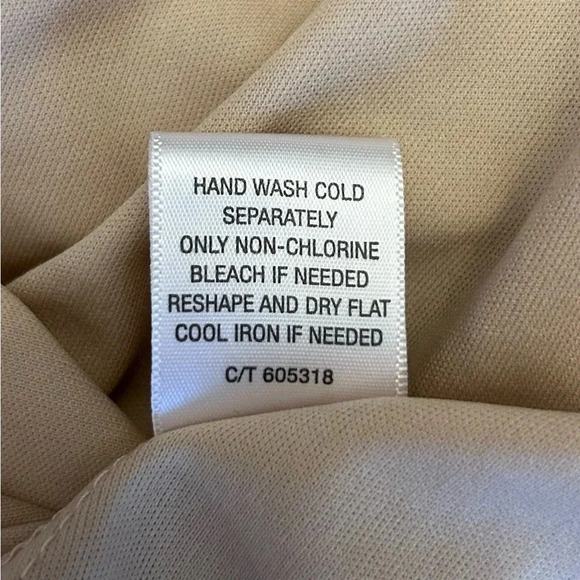 HAND WASH COLD
SEPARATELY
ONLY NON-CHLORINE
BLEACH IF NEEDED
RESHAPE AND DRY FLAT
COOL IRON IF NEEDED
C/T 605318